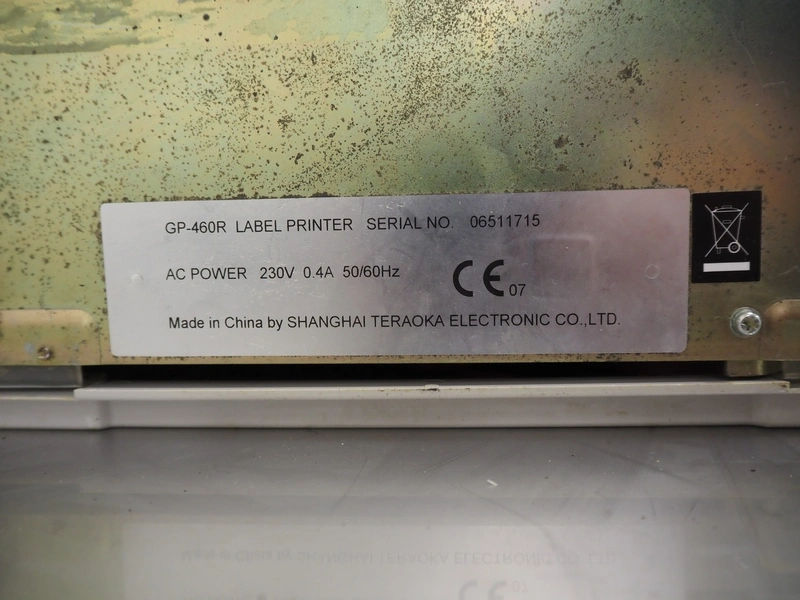 GP-460R LABEL PRINTER SERIAL NO. 06511715
AC POWER 230V 0.4A 50/60Hz CE 07
Made in China by SHANGHAI TERAOKA ELECTRONIC CO.,LTD.